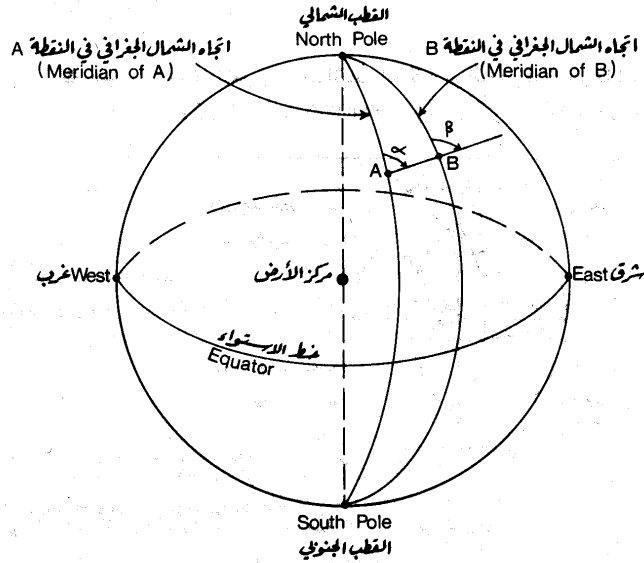 القطب الشمالي
North Pole
اتجاه الشمال الجغرافي في النقطة A
(Meridian of A)
اتجاه الشمال الجغرافي في النقطة B
(Meridian of B)
α
β
A
B
غرب West
مركز الأرض
East شرق
خط الاستواء
Equator
South Pole
القطب الجنوبي